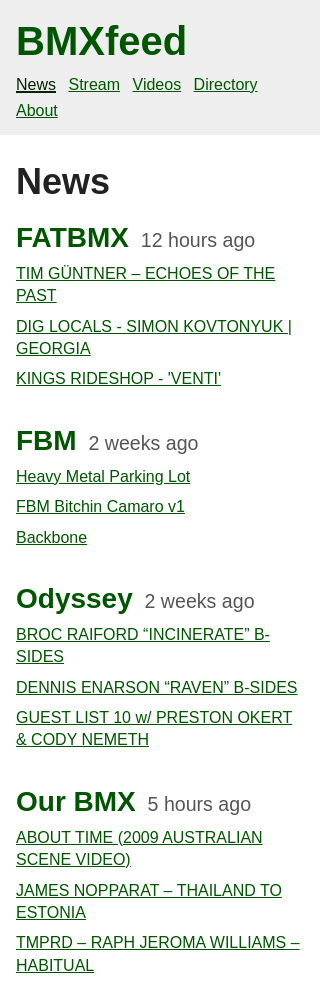 BMXfeed
News Stream Videos Directory
About
News
FATBMX 12 hours ago
TIM GÜNTNER – ECHOES OF THE
PAST
DIG LOCALS - SIMON KOVTONYUK |
GEORGIA
KINGS RIDESHOP - 'VENTI'
FBM 2 weeks ago
Heavy Metal Parking Lot
FBM Bitchin Camaro v1
Backbone
Odyssey 2 weeks ago
BROC RAIFORD “INCINERATE” B-
SIDES
DENNIS ENARSON “RAVEN” B-SIDES
GUEST LIST 10 w/ PRESTON OKERT
& CODY NEMETH
Our BMX 5 hours ago
ABOUT TIME (2009 AUSTRALIAN
SCENE VIDEO)
JAMES NOPPARAT – THAILAND TO
ESTONIA
TMPRD – RAPH JEROMA WILLIAMS –
HABITUAL